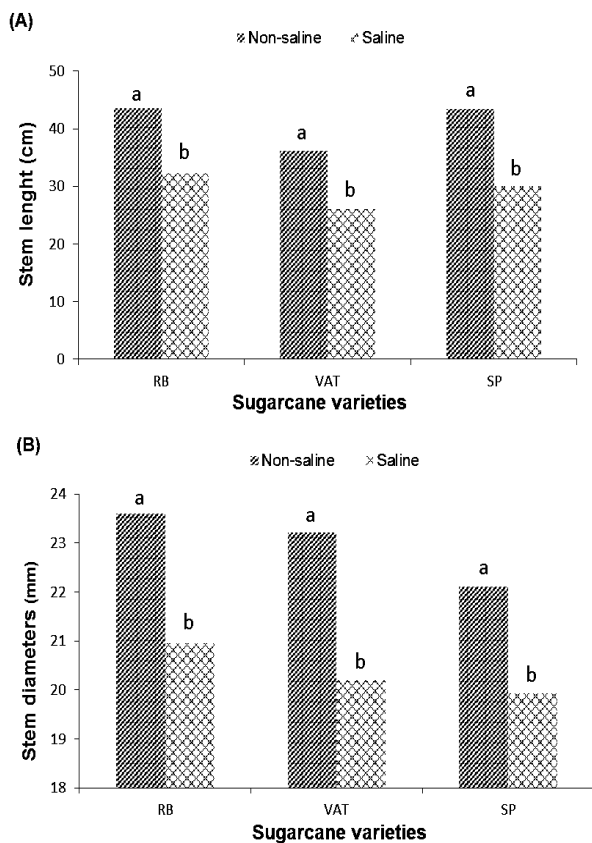 (A)
Non-saline Saline
50
40
30
20
10
0
Stem lenght (cm)
a b a b a b
RB VAT SP
Sugarcane varieties
(B)
Non-saline Saline
24
23
22
21
20
19
18
Stem diameters (mm)
a b a b a b
RB VAT SP
Sugarcane varieties